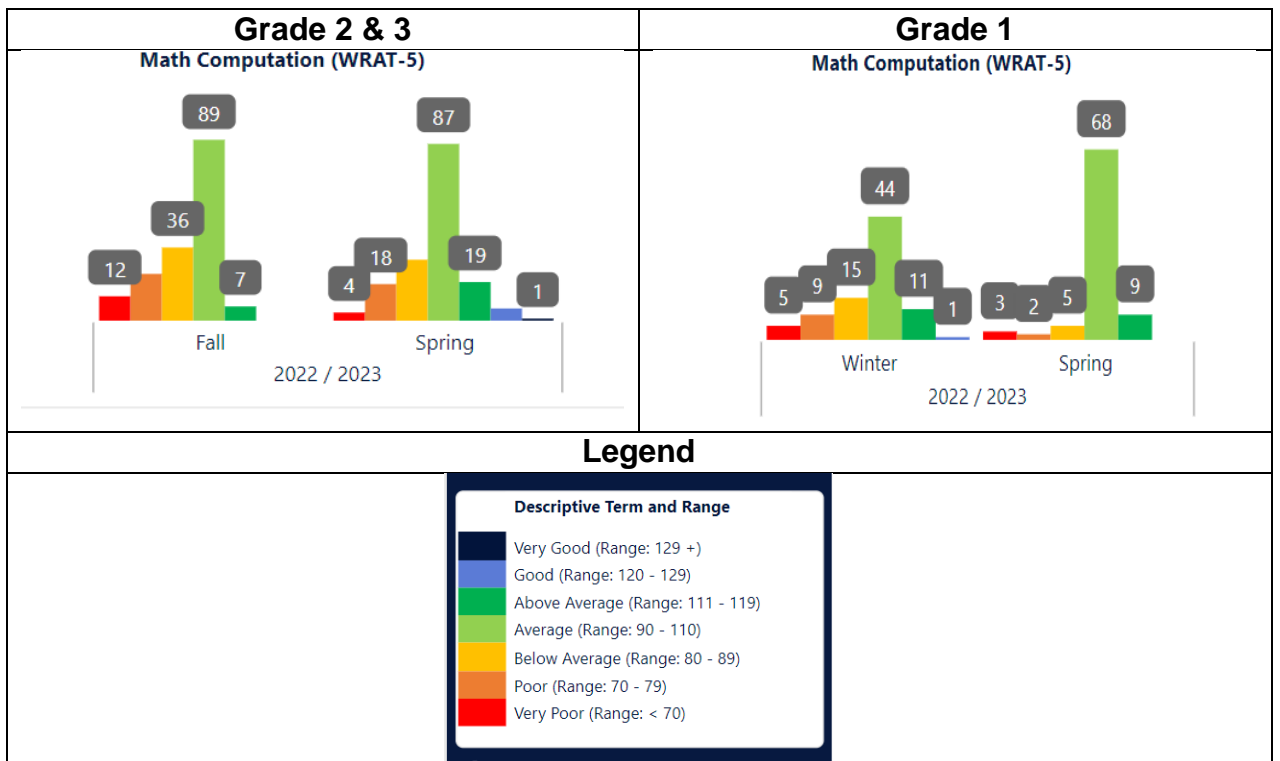 Grade 2 & 3
Grade 1
Math Computation (WRAT-5)
Math Computation (WRAT-5)
12
36
89
7
4
18
87
19
1
Fall
Spring
2022 / 2023
5
9
15
44
11
1
3
2
5
68
9
Winter
Spring
2022 / 2023
Legend
Descriptive Term and Range
Very Good (Range: 129 +)
Good (Range: 120 - 129)
Above Average (Range: 111 - 119)
Average (Range: 90 - 110)
Below Average (Range: 80 - 89)
Poor (Range: 70 - 79)
Very Poor (Range: < 70)